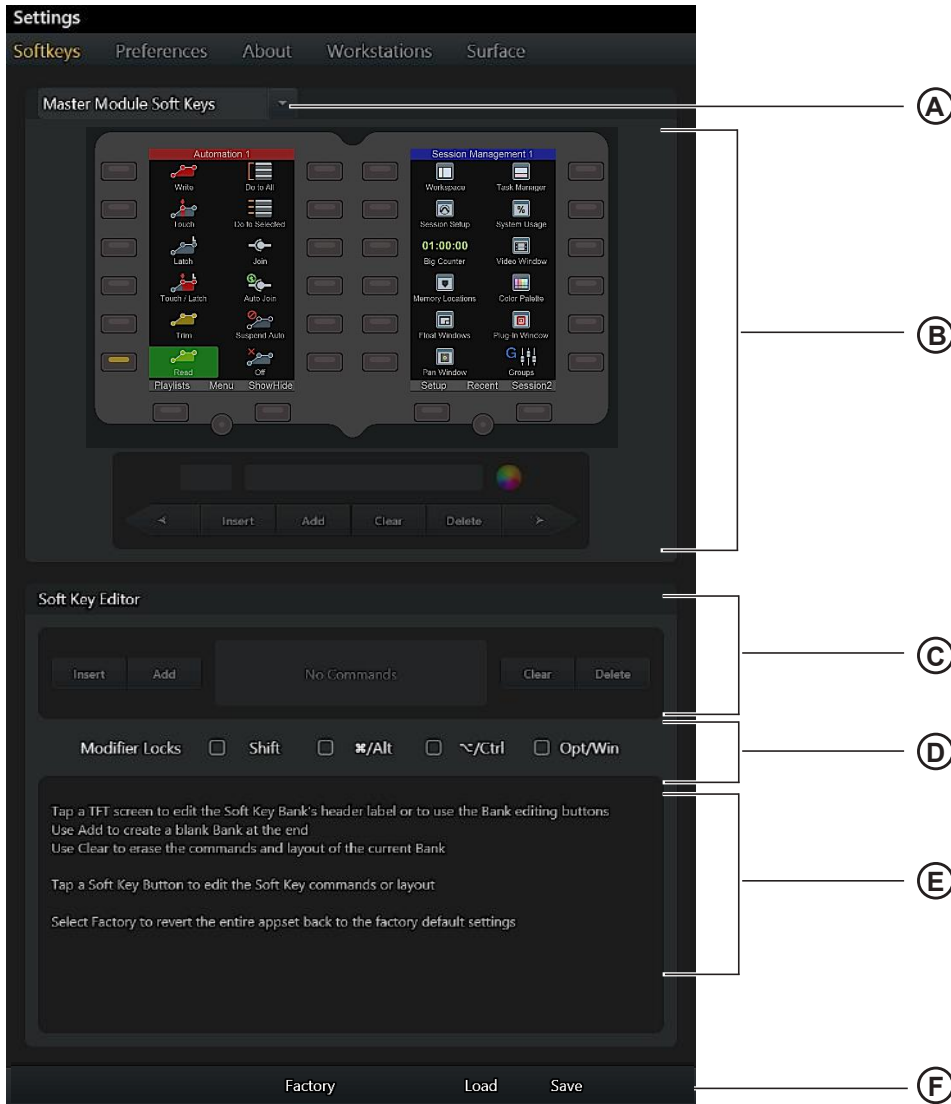 Settings
Softkeys Preferences About Workstations Surface
Master Module Soft Keys
A
Automation 1 Session Management 1
Write Do to All Workspace Task Manager
Touch Do to Selected Session Setup % System Usage
01:00:00
Latch Join Big Counter Video Window
Touch / Latch Auto Join Memory Locations Color Palette
Trim Suspend Auto Float Windows Plug-In Window
B
G
Read Off Pan Window Groups
Playlists Menu ShowHide Setup Recent Session2
Insert Add Clear Delete
Soft Key Editor
C
Insert Add No Commands Clear Delete
Modifier Locks Shift ⌘/Alt ⌥/Ctrl Opt/Win
D
Tap a TFT screen to edit the Soft Key Bank's header label or to use the Bank editing buttons
Use Add to create a blank Bank at the end
Use Clear to erase the commands and layout of the current Bank
Tap a Soft Key Button to edit the Soft Key commands or layout
E
Select Factory to revert the entire appset back to the factory default settings
Factory Load Save
F